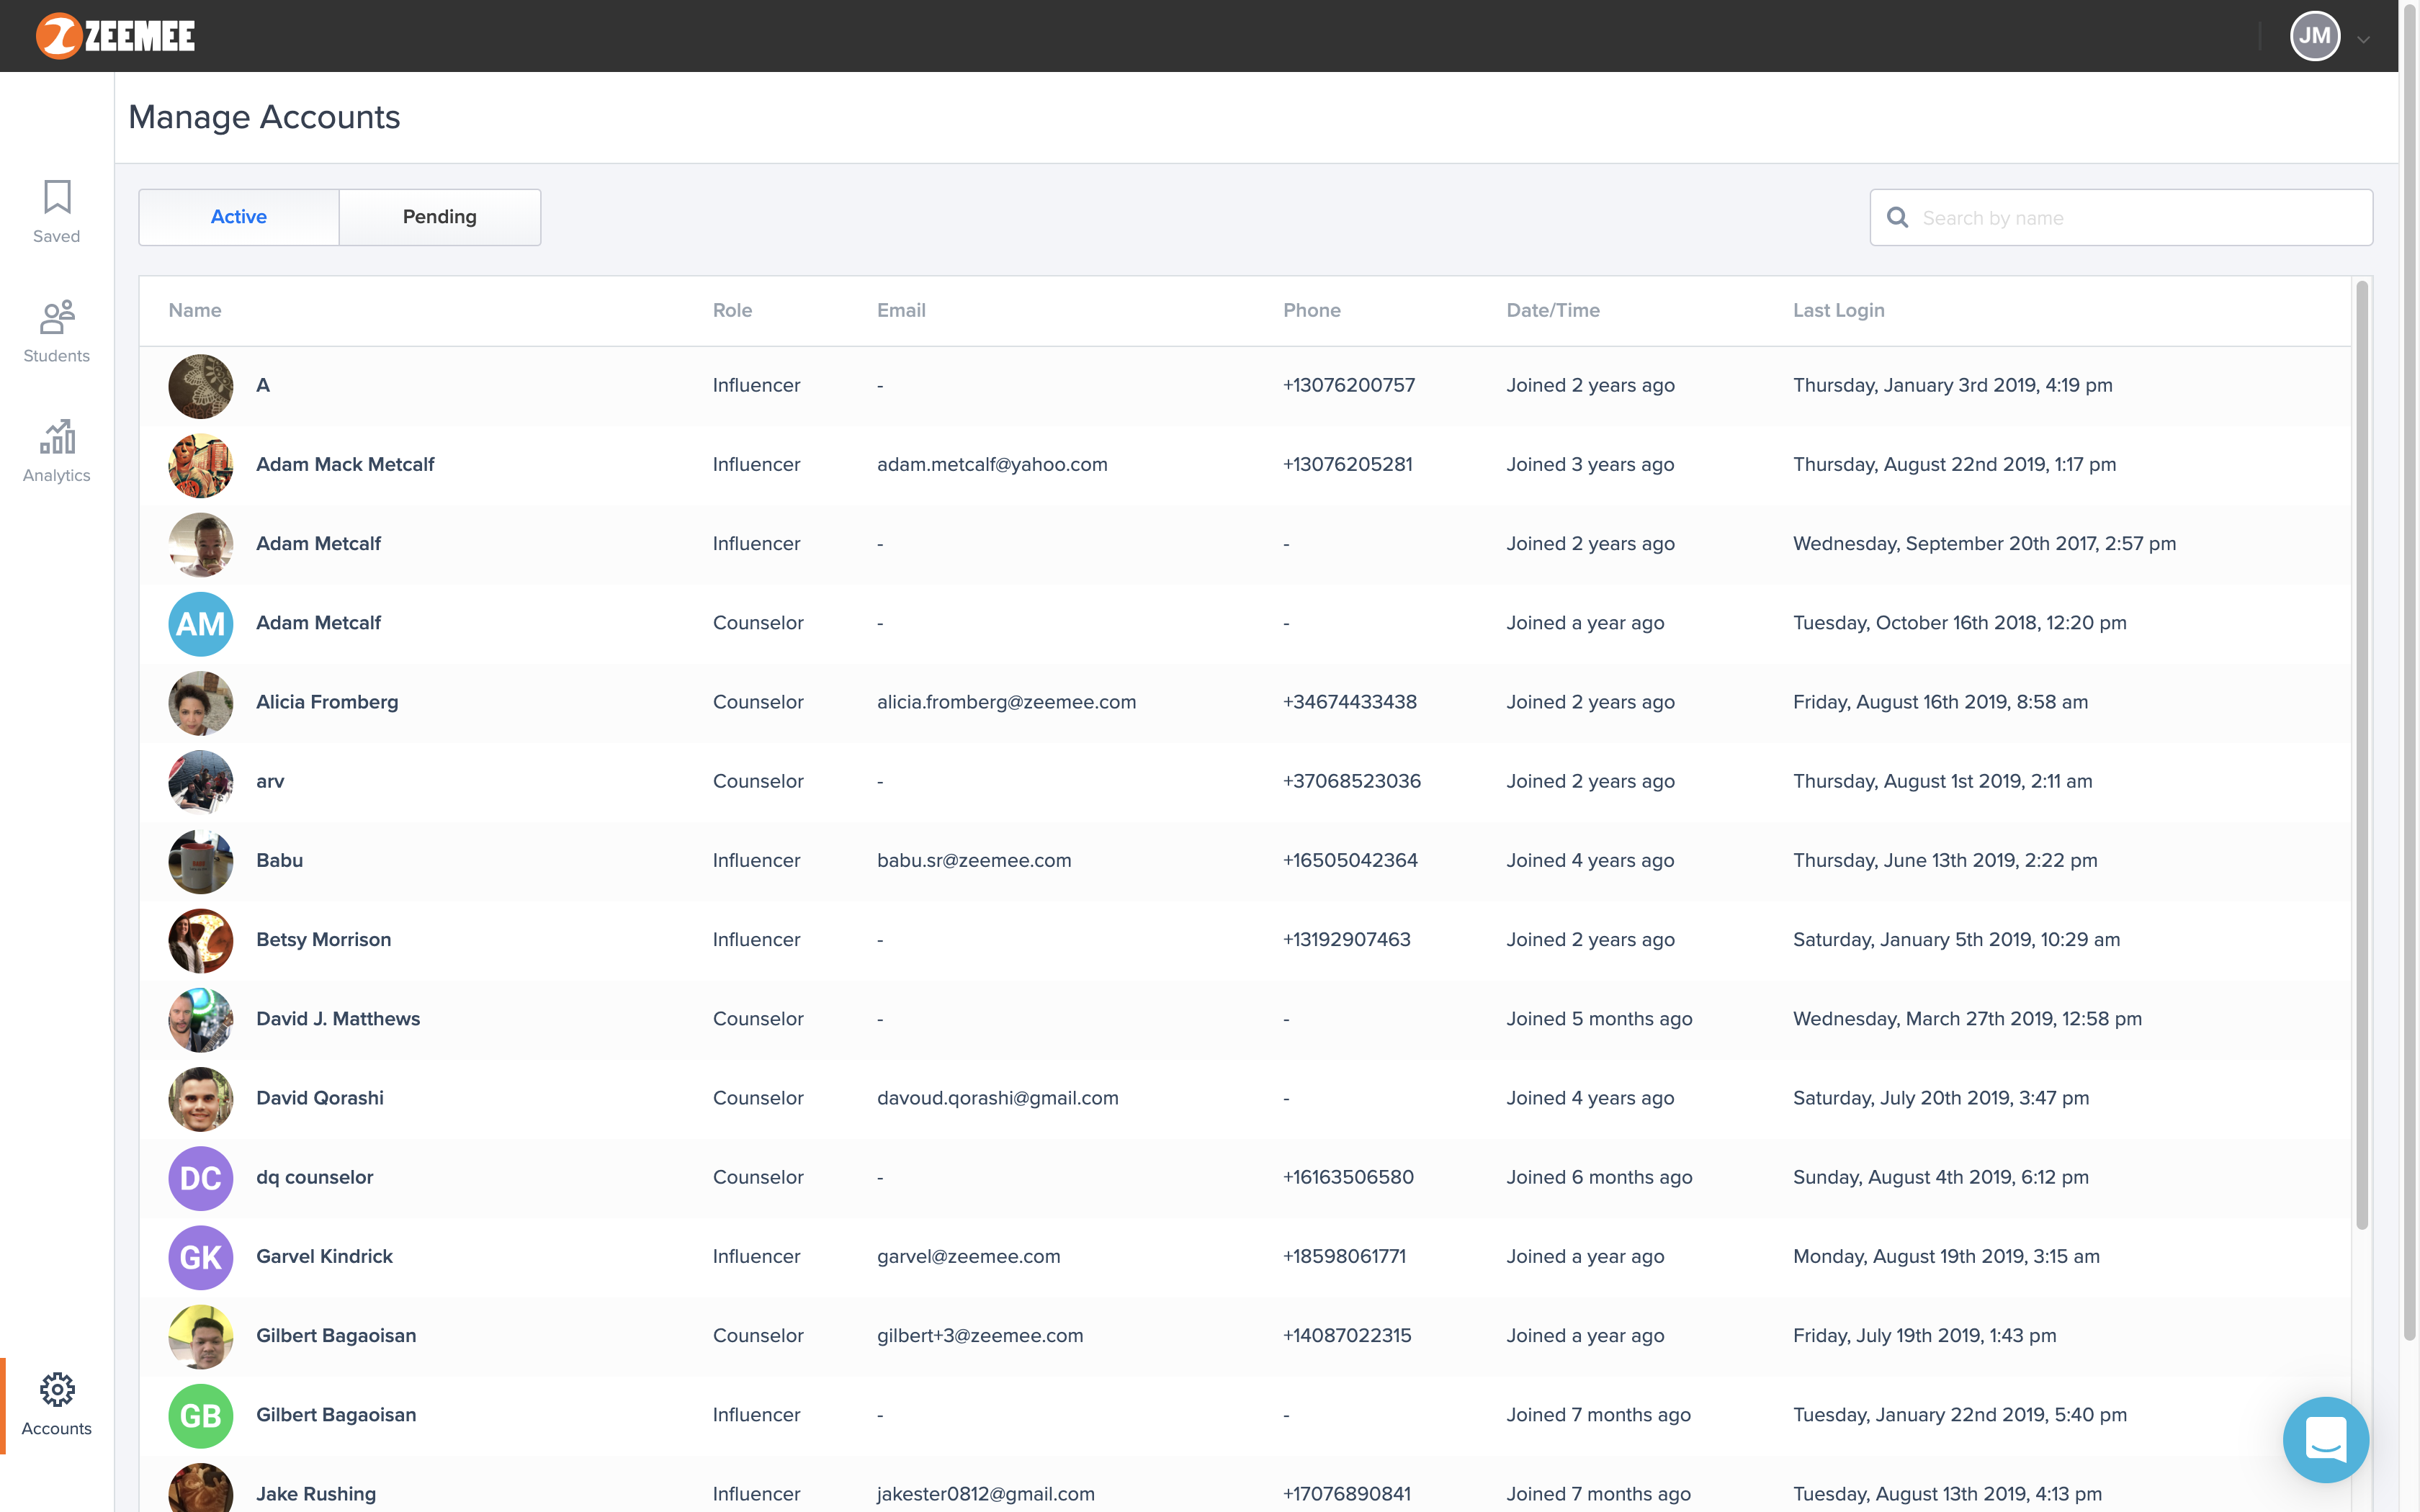 ZEEMEE
JM
Manage Accounts
Saved
Students
Analytics
Accounts
Active Pending
Search by name
Name Role Email Phone Date/Time Last Login
A Influencer - +13076200757 Joined 2 years ago Thursday, January 3rd 2019, 4:19 pm
Adam Mack Metcalf Influencer adam.metcalf@yahoo.com +13076205281 Joined 3 years ago Thursday, August 22nd 2019, 1:17 pm
Adam Metcalf Influencer - - Joined 2 years ago Wednesday, September 20th 2017, 2:57 pm
AM Adam Metcalf Counselor - - Joined a year ago Tuesday, October 16th 2018, 12:20 pm
Alicia Fromberg Counselor alicia.fromberg@zeemee.com +34674433438 Joined 2 years ago Friday, August 16th 2019, 8:58 am
arv Counselor - +37068523036 Joined 2 years ago Thursday, August 1st 2019, 2:11 am
Babu Influencer babu.sr@zeemee.com +16505042364 Joined 4 years ago Thursday, June 13th 2019, 2:22 pm
Betsy Morrison Influencer - +13192907463 Joined 2 years ago Saturday, January 5th 2019, 10:29 am
David J. Matthews Counselor - - Joined 5 months ago Wednesday, March 27th 2019, 12:58 pm
David Qorashi Counselor davoud.qorashi@gmail.com - Joined 4 years ago Saturday, July 20th 2019, 3:47 pm
DC dq counselor Counselor - +16163506580 Joined 6 months ago Sunday, August 4th 2019, 6:12 pm
GK Garvel Kindrick Influencer garvel@zeemee.com +18598061771 Joined a year ago Monday, August 19th 2019, 3:15 am
Gilbert Bagaoisan Counselor gilbert+3@zeemee.com +14087022315 Joined a year ago Friday, July 19th 2019, 1:43 pm
GB Gilbert Bagaoisan Influencer - - Joined 7 months ago Tuesday, January 22nd 2019, 5:40 pm
Jake Rushing Influencer jakester0812@gmail.com +17076890841 Joined 7 months ago Tuesday, August 13th 2019, 4:13 pm